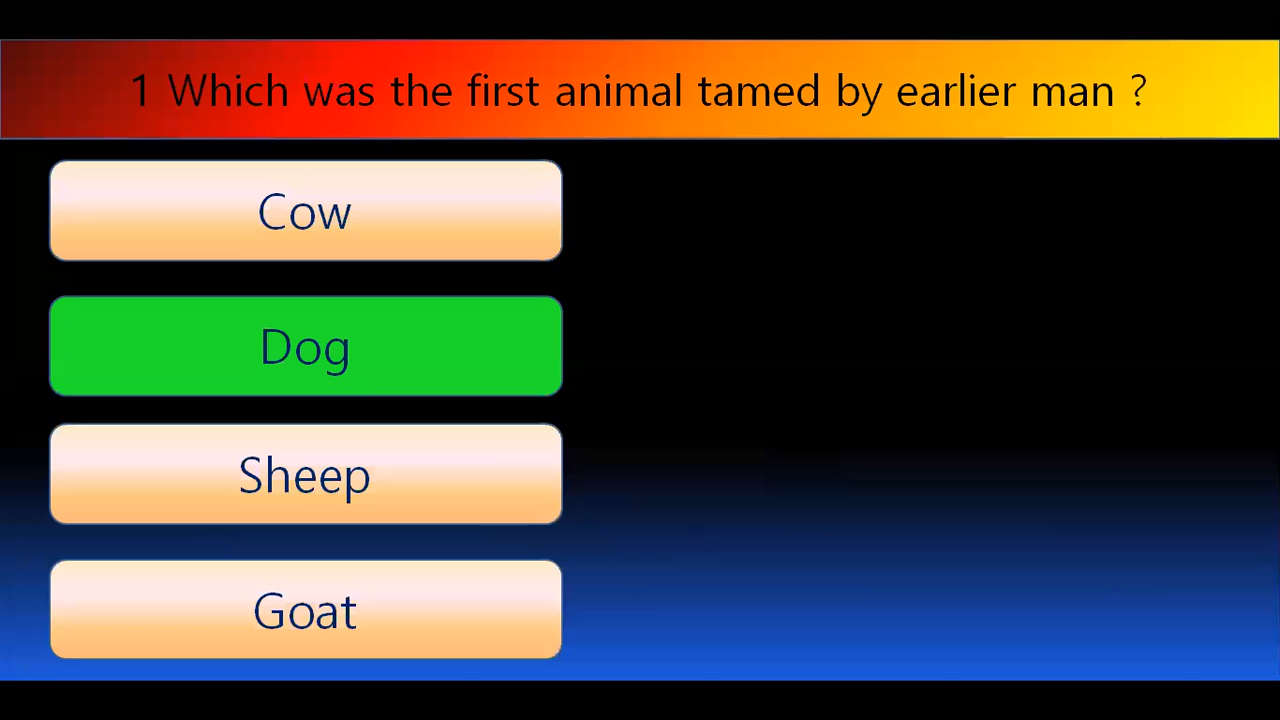 1 Which was the first animal tamed by earlier man ?
Cow
Dog
Sheep
Goat